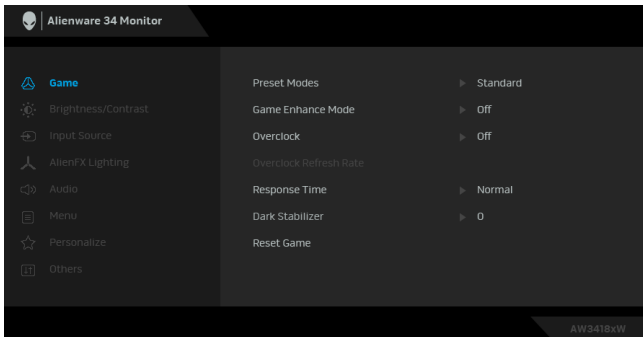 Alienware 34 Monitor
Game
Brightness/Contrast
Input Source
AlienFX Lighting
Audio
Menu
Personalize
Others
Preset Modes Standard
Game Enhance Mode Off
Overclock Off
Overclock Refresh Rate
Response Time Normal
Dark Stabilizer 0
Reset Game
AW3418xW